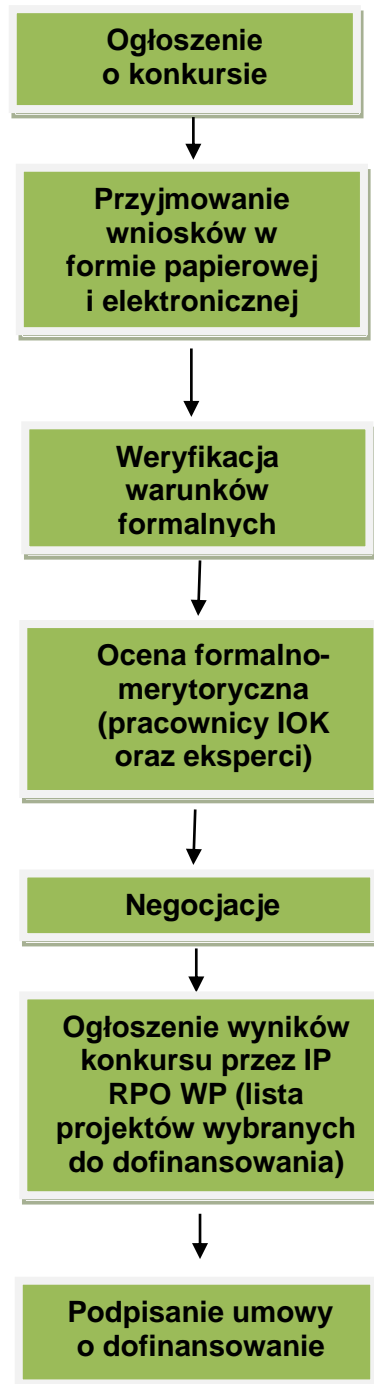 Ogłoszenie
o konkursie
Przyjmowanie
wniosków w
formie papierowej
i elektronicznej
Weryfikacja
warunków
formalnych
Ocena formalno-
merytoryczna
(pracownicy IOK
oraz eksperci)
Negocjacje
Ogłoszenie wyników
konkursu przez IP
RPO WP (lista
projektów wybranych
do dofinansowania)
Podpisanie umowy
o dofinansowanie